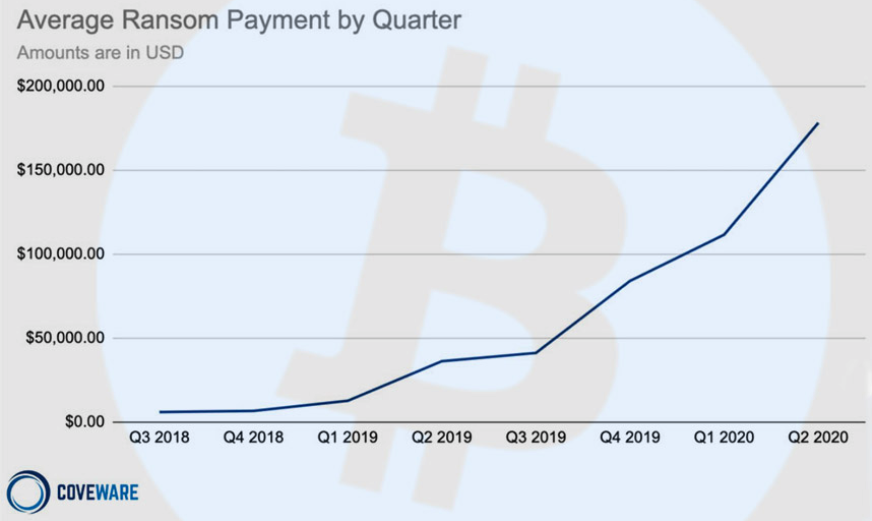 Average Ransom Payment by Quarter
Amounts are in USD
$200,000.00
$150,000.00
$100,000.00
$50,000.00
$0.00
Q3 2018 Q4 2018 Q1 2019 Q2 2019 Q3 2019 Q4 2019 Q1 2020 Q2 2020
COVEWARE